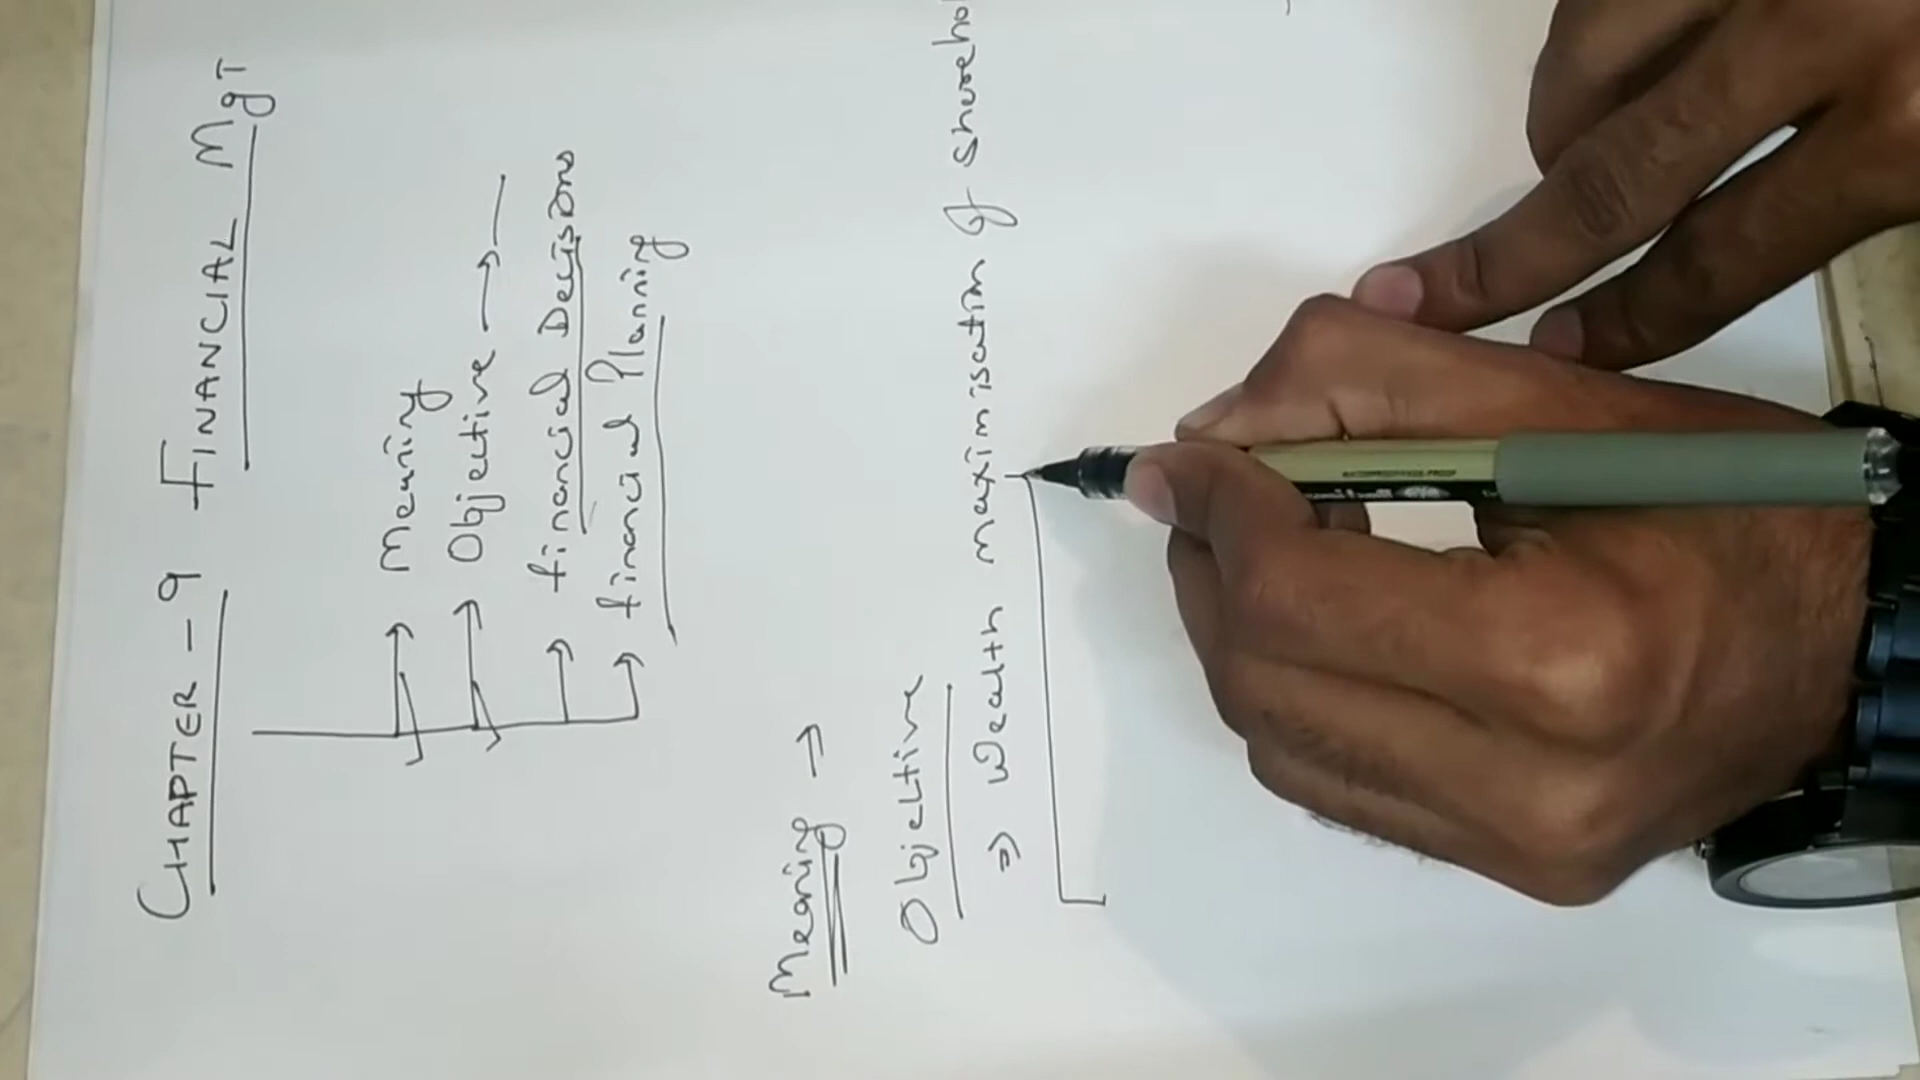 CHAPTER - 9 FINANCIAL MgT
→ Meaning
→ Objective → —
→ financial Decisions
→ financial Planning
Meaning →
Objective
⇒ Wealth maximisation of shareho